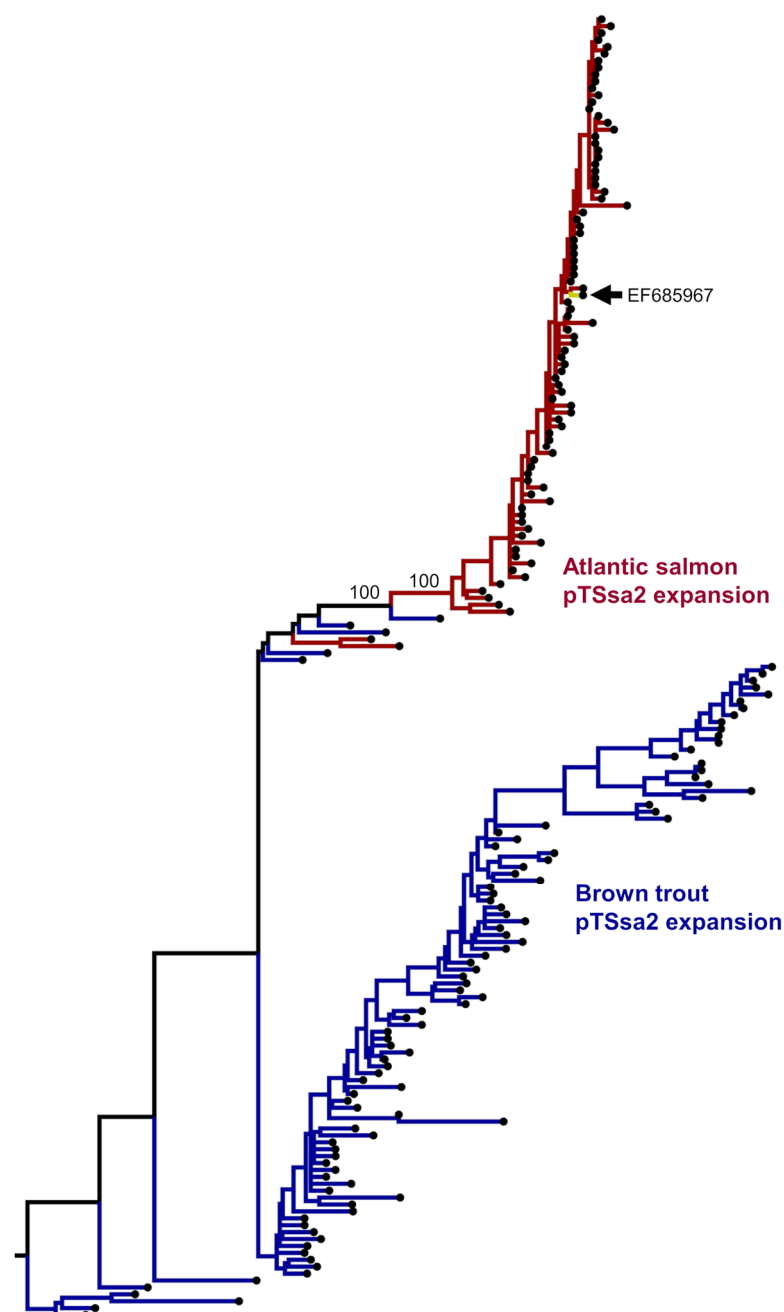 EF685967
Atlantic salmon
pTSsa2 expansion
100
100
Brown trout
pTSsa2 expansion